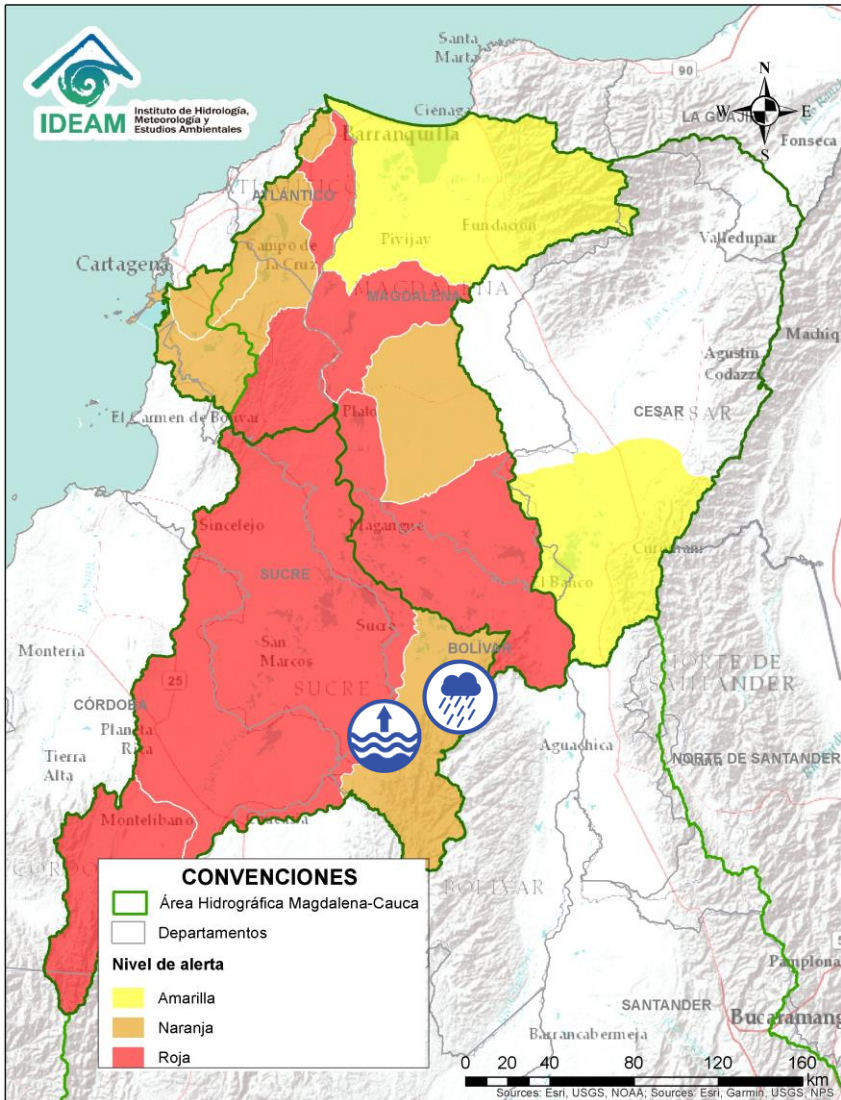 IDEAM
Instituto de Hidrología,
Meteorología y
Estudios Ambientales
Santa
Marta
90
N
W
E
S
Ciénaga
LA GUAJI
Fonseca
Barranquilla
ATLÁNTICO
Fundación
Pivijay
Campo de
la Cruz
Cartagena
Valledupar
MAGDALENA
Agustín
Codazzi
El Carmen de Bolívar
Plato
CESAR
Sincelejo
Magangue
SUCRE
El Banco
Sucre
Montería
San
Marcos
BOLÍVAR
NORTE DE
SANTANDER
25
SUCRE
CÓRDOBA
Planeta
Rica
Tierra
Alta
Aguachica
NORTE DE SANTANDER
Montelíbano
BOLÍVAR
CONVENCIONES
Área Hidrográfica Magdalena-Cauca
Departamentos
Nivel de alerta
Amarilla
Naranja
Roja
Pamplona
SANTANDER
Bucaramang
Barrancabermeja
0 20 40 80 120 160
km
Sources: Esri, USGS, NOAA; Sources: Esri, Garmin, USGS, NPS